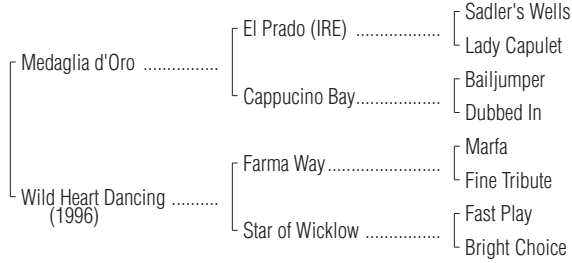 Sadler's Wells
El Prado (IRE) ..................
Lady Capulet
Medaglia d'Oro ................
Bailjumper
Cappucino Bay..................
Dubbed In
Marfa
Farma Way........................
Fine Tribute
Wild Heart Dancing ..........
(1996)
Fast Play
Star of Wicklow ................
Bright Choice